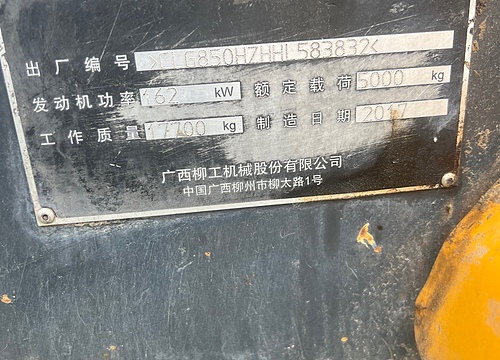 出厂编号 >CLG850HZHHL583832<
发动机功率 162 kW 额定载荷 5000 kg
工作质量 17700 kg 制造日期 2017
广西柳工机械股份有限公司
中国广西柳州市柳太路1号